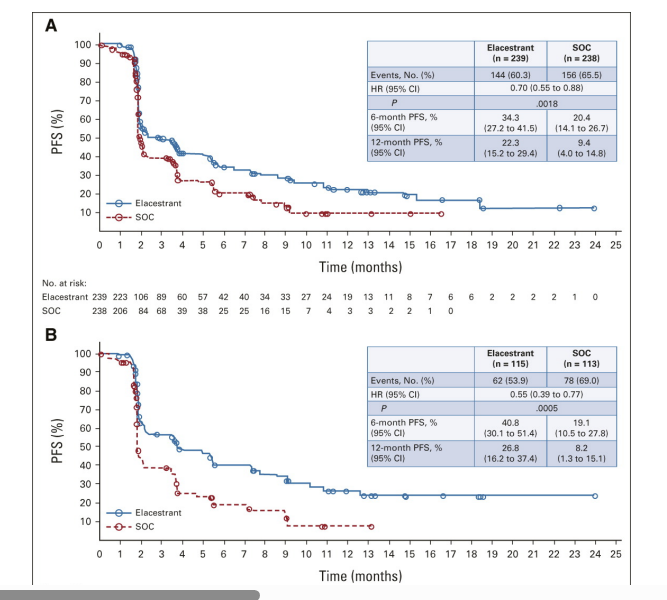 A
Elacestrant (n = 239) SOC (n = 238)
Events, No. (%) 144 (60.3) 156 (65.5)
HR (95% CI) 0.70 (0.55 to 0.88)
P .0018
6-month PFS, % (95% CI) 34.3 (27.2 to 41.5) 20.4 (14.1 to 26.7)
12-month PFS, % (95% CI) 22.3 (15.2 to 29.4) 9.4 (4.0 to 14.8)
PFS (%)
100
90
80
70
60
50
40
30
20
10
Elacestrant
SOC
0 1 2 3 4 5 6 7 8 9 10 11 12 13 14 15 16 17 18 19 20 21 22 23 24 25
Time (months)
No. at risk:
Elacestrant 239 223 106 89 60 57 42 40 34 33 27 24 19 13 11 8 7 6 6 2 2 2 2 1 0
SOC 238 206 84 68 39 38 25 25 16 15 7 4 3 3 2 2 1 0
B
Elacestrant (n = 115) SOC (n = 113)
Events, No. (%) 62 (53.9) 78 (69.0)
HR (95% CI) 0.55 (0.39 to 0.77)
P .0005
6-month PFS, % (95% CI) 40.8 (30.1 to 51.4) 19.1 (10.5 to 27.8)
12-month PFS, % (95% CI) 26.8 (16.2 to 37.4) 8.2 (1.3 to 15.1)
PFS (%)
100
90
80
70
60
50
40
30
20
10
Elacestrant
SOC
0 1 2 3 4 5 6 7 8 9 10 11 12 13 14 15 16 17 18 19 20 21 22 23 24 25
Time (months)